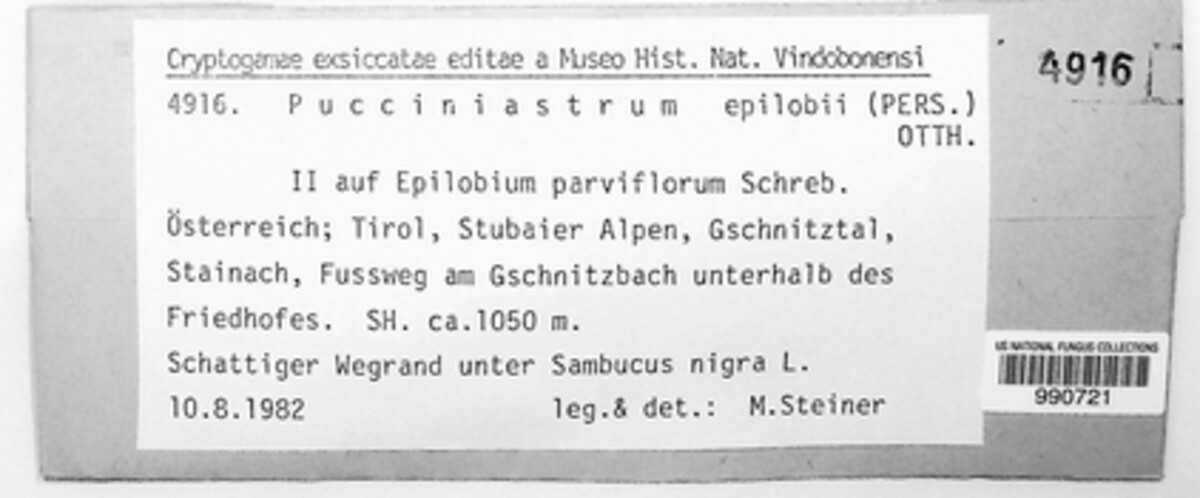 Cryptogamae exsiccatae editae a Museo Hist. Nat. Vindobonensi
4916. Pucciniastrum epilobii (PERS.)
OTTH.
II auf Epilobium parviflorum Schreb.
Österreich; Tirol, Stubaier Alpen, Gschnitztal,
Stainach, Fussweg am Gschnitzbach unterhalb des
Friedhofes. SH. ca.1050 m.
Schattiger Wegrand unter Sambucus nigra L.
10.8.1982 leg.& det.: M.Steiner
4916
US NATIONAL FUNGUS COLLECTIONS
990721